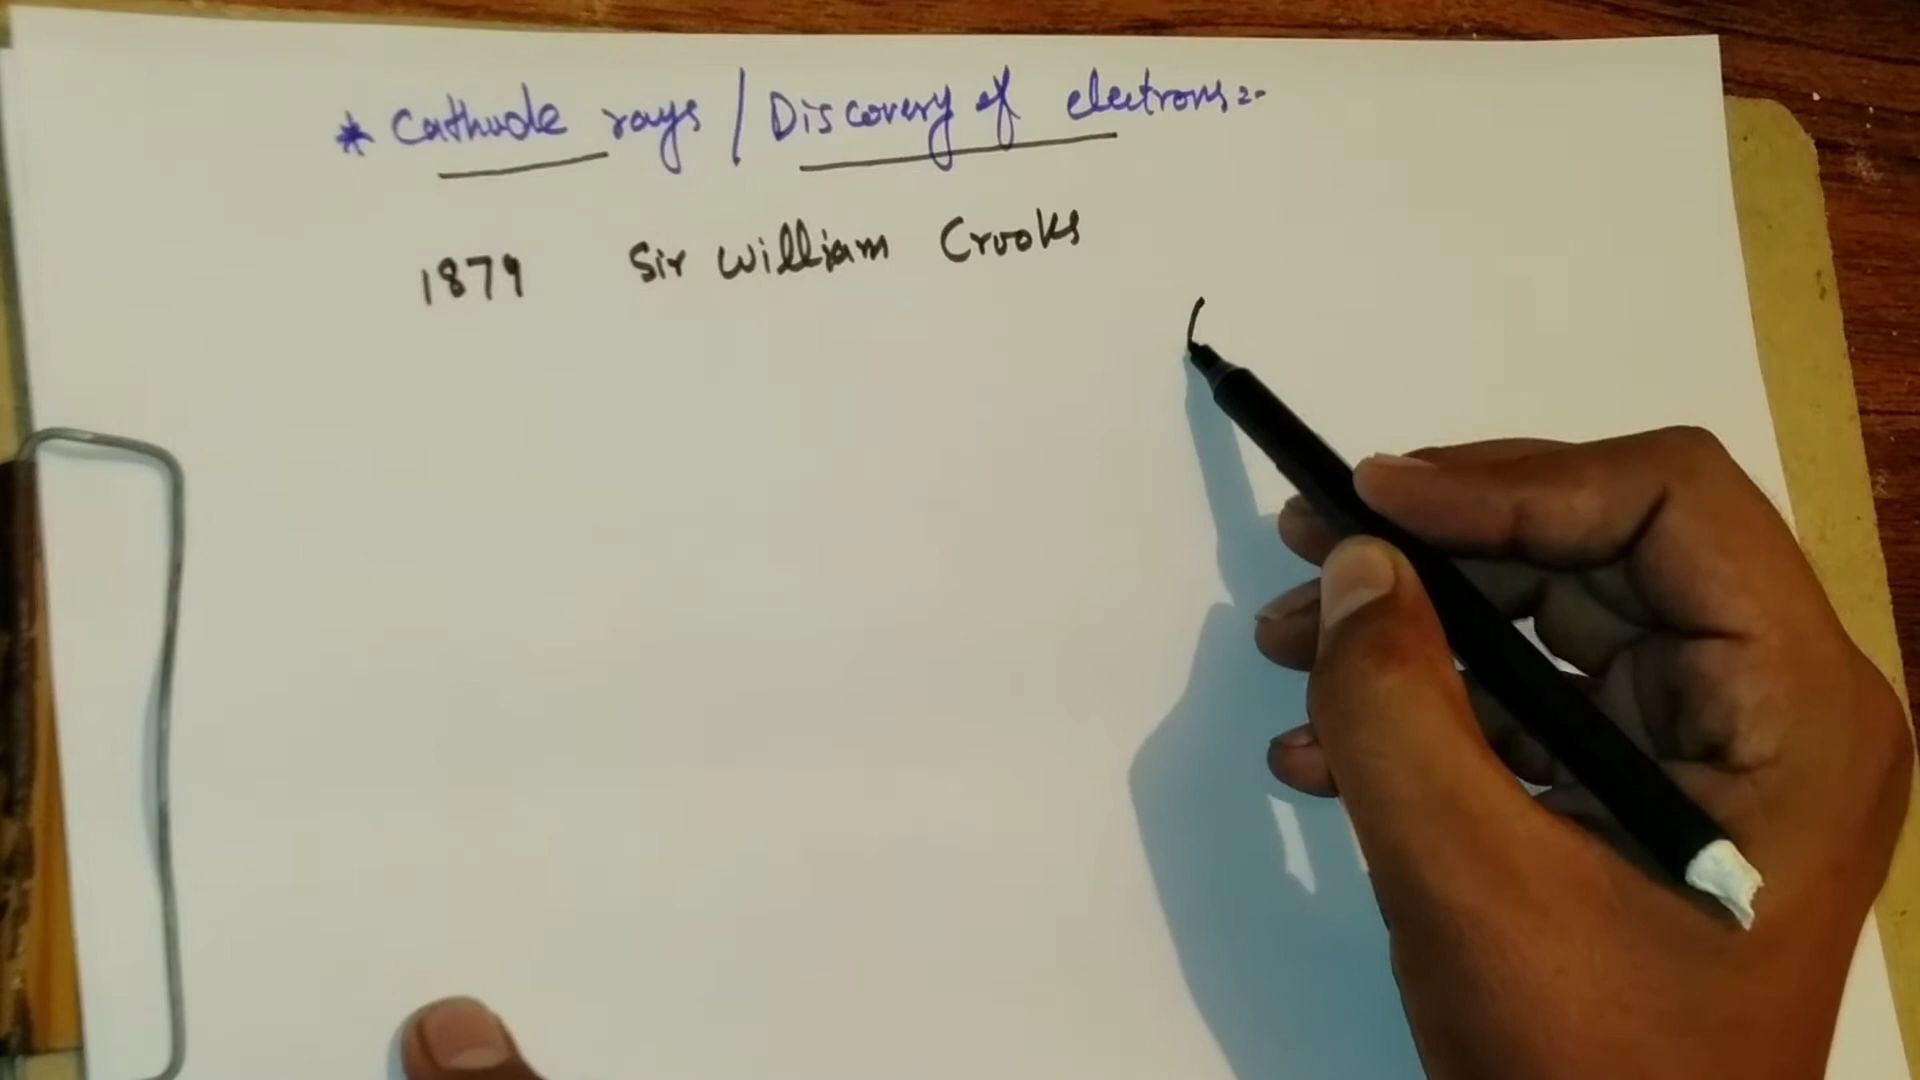 * Cathode rays / Discovery of electrons :-
1879 Sir William Crooks